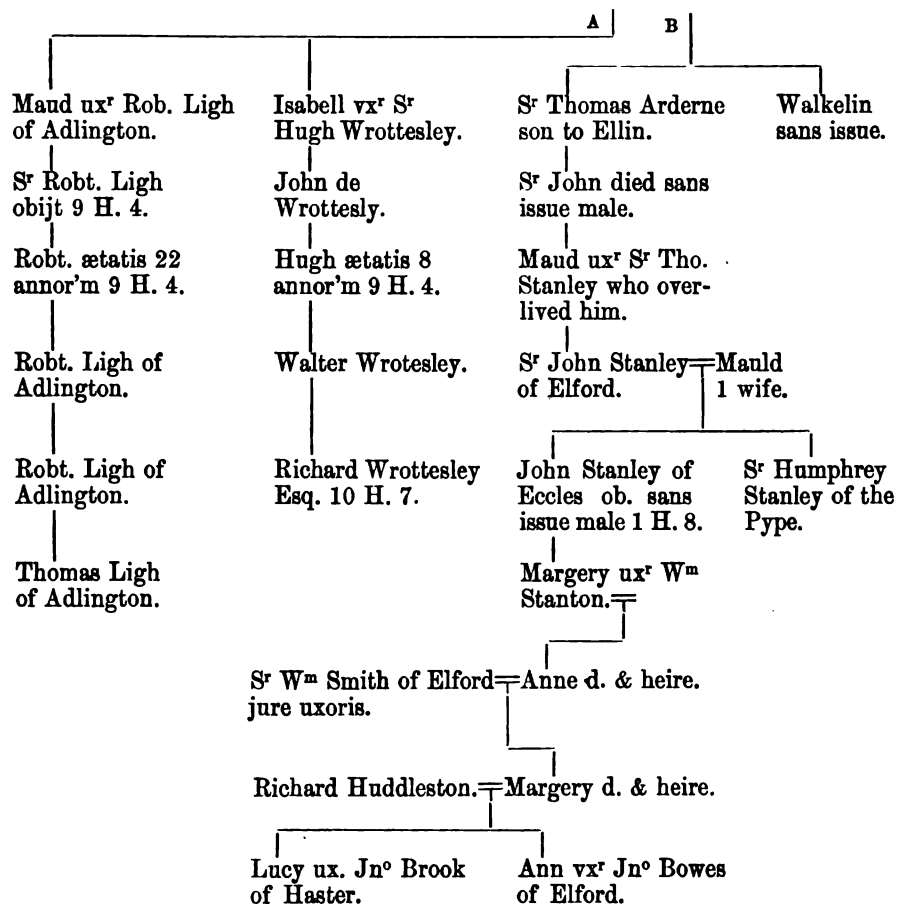 A B
Maud uxʳ Rob. Ligh
of Adlington.
Isabell vxʳ Sʳ
Hugh Wrottesley.
Sʳ Thomas Arderne
son to Ellin.
Walkelin
sans issue.
Sʳ Robt. Ligh
obijt 9 H. 4.
John de
Wrottesly.
Sʳ John died sans
issue male.
Robt. ætatis 22
annor'm 9 H. 4.
Hugh ætatis 8
annor'm 9 H. 4.
Maud uxʳ Sʳ Tho.
Stanley who over-
lived him.
Robt. Ligh of
Adlington.
Walter Wrotesley.
Sʳ John Stanley
of Elford.
Mauld
1 wife.
Robt. Ligh of
Adlington.
Richard Wrottesley
Esq. 10 H. 7.
John Stanley of
Eccles ob. sans
issue male 1 H. 8.
Sʳ Humphrey
Stanley of the
Pype.
Thomas Ligh
of Adlington.
Margery uxʳ Wᵐ
Stanton.
Sʳ Wᵐ Smith of Elford
jure uxoris.
Anne d. & heire.
Richard Huddleston.
Margery d. & heire.
Lucy ux. Jnᵒ Brook
of Haster.
Ann vxʳ Jnᵒ Bowes
of Elford.